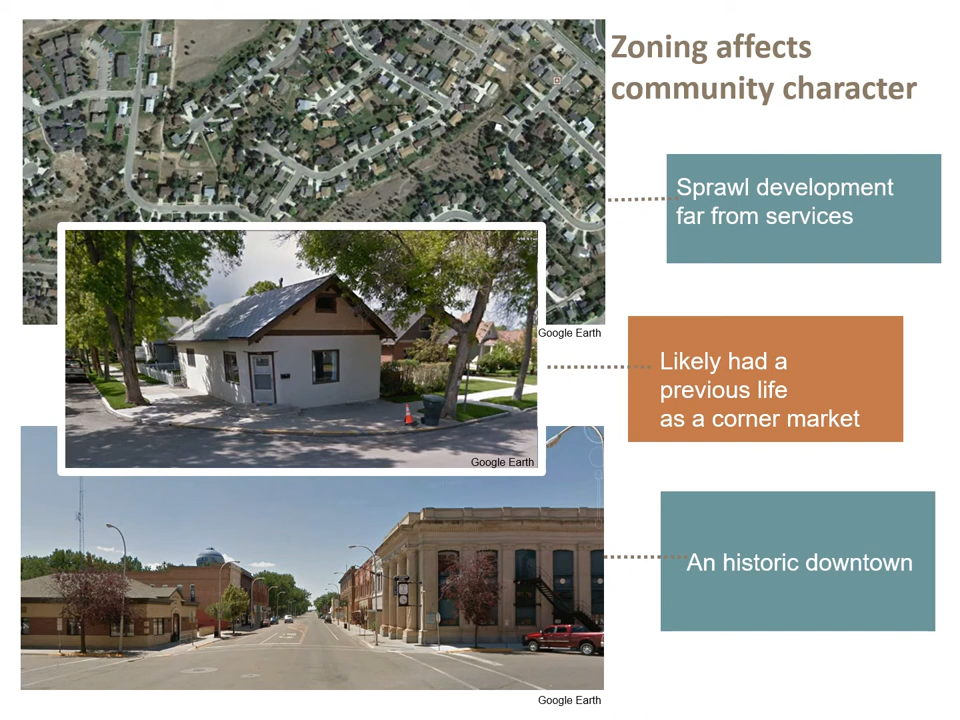 Zoning affects
community character
Sprawl development
far from services
Google Earth
Likely had a
previous life
as a corner market
Google Earth
An historic downtown
Google Earth